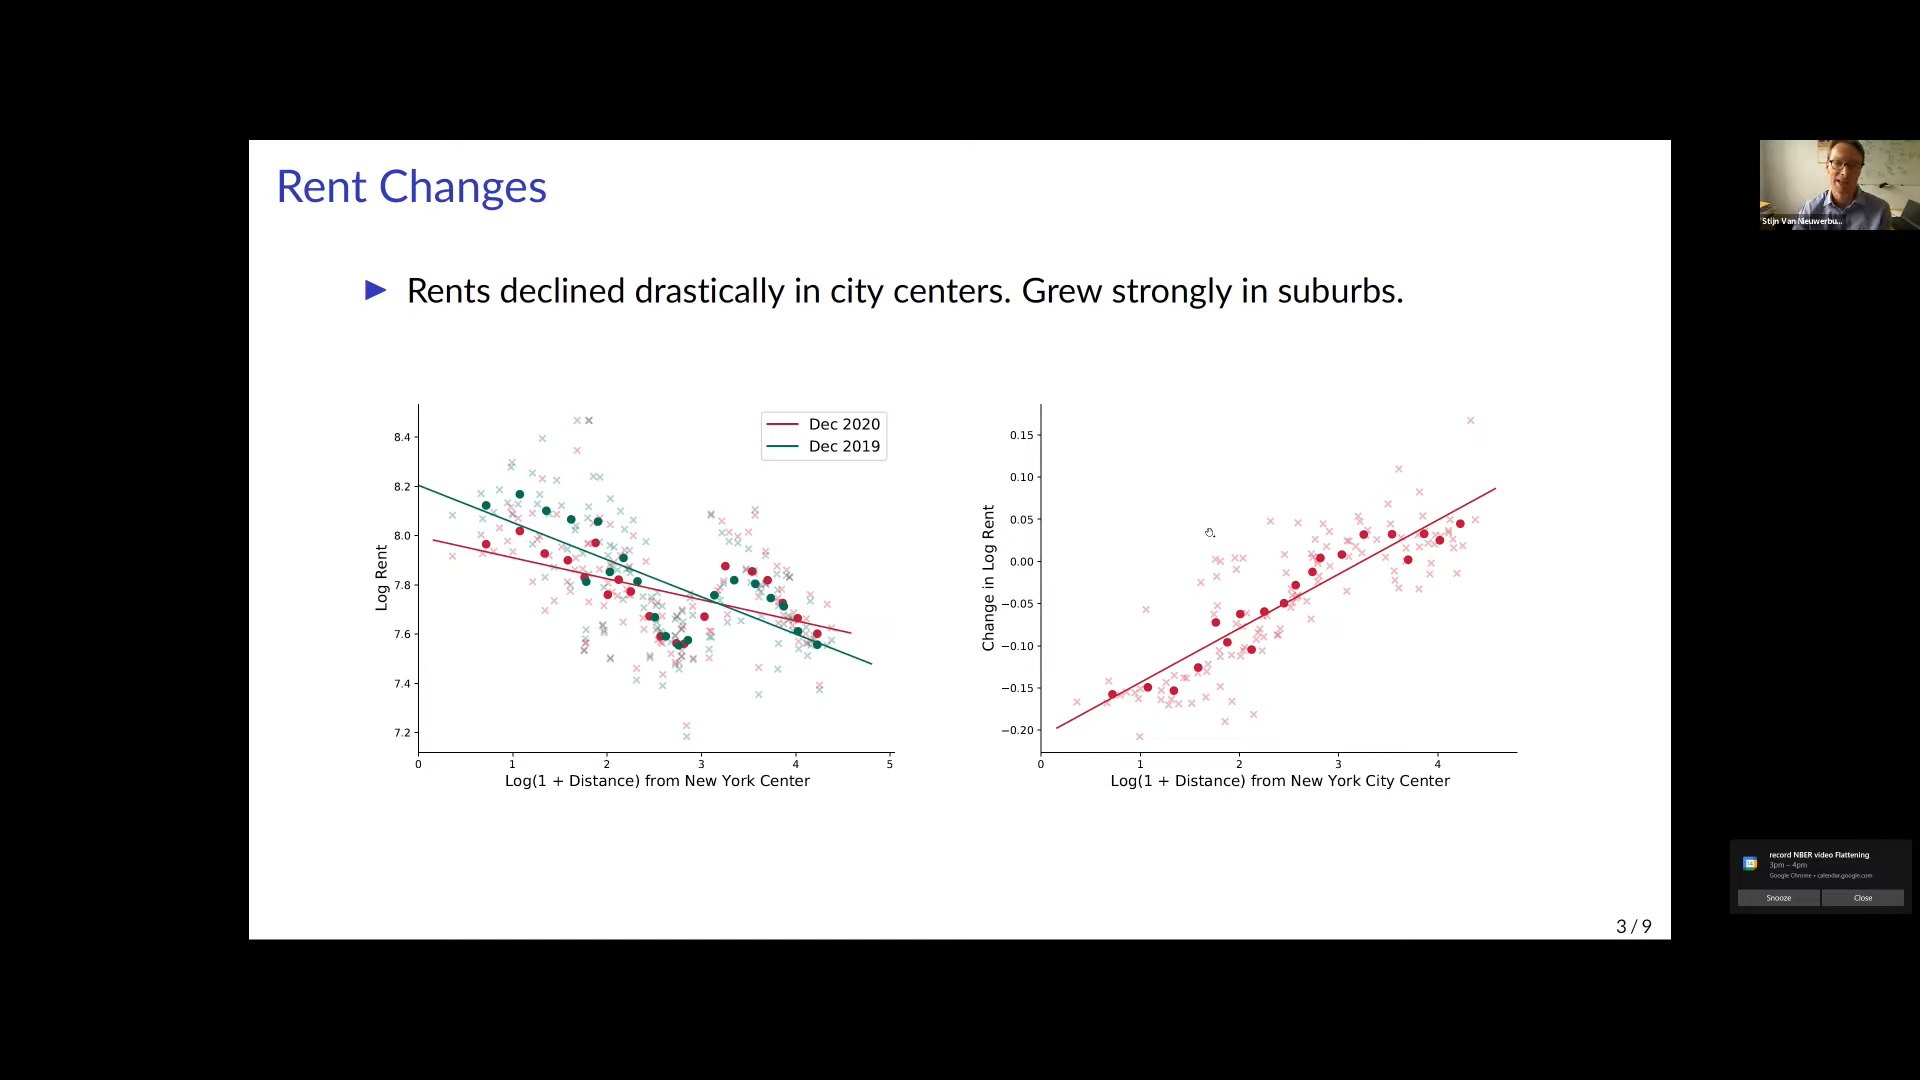 Rent Changes
▶ Rents declined drastically in city centers. Grew strongly in suburbs.
Dec 2020
Dec 2019
8.4
8.2
8.0
7.8
7.6
7.4
7.2
Log Rent
0 1 2 3 4 5
Log(1 + Distance) from New York Center
0.15
0.10
0.05
0.00
−0.05
−0.10
−0.15
−0.20
Change in Log Rent
0 1 2 3 4
Log(1 + Distance) from New York City Center
3 / 9
Stijn Van Nieuwerbu...
record NBER video Flattening
3pm – 4pm
Google Chrome • calendar.google.com
Snooze Close